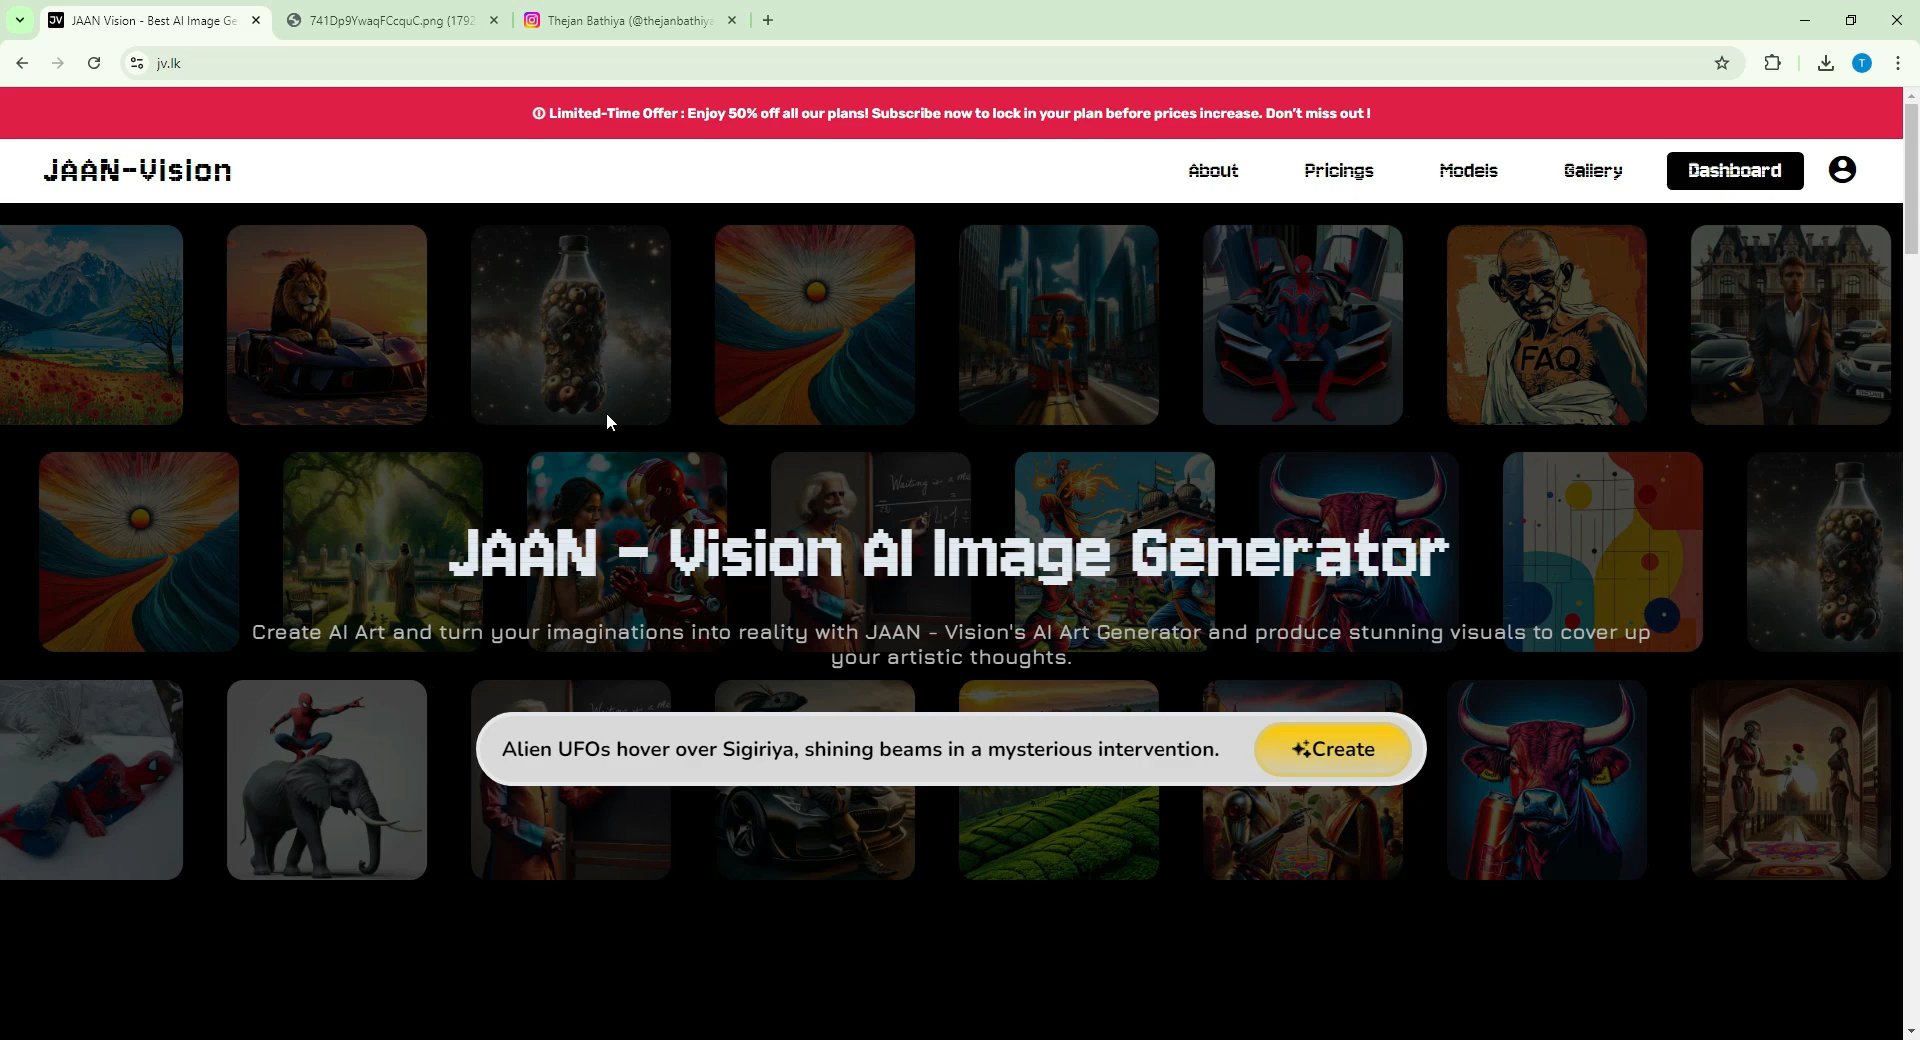 JAAN Vision - Best AI Image Ge
741Dp9YwaqFCcquC.png (1792
Thejan Bathiya (@thejanbathiya
jv.lk
T
Limited-Time Offer : Enjoy 50% off all our plans! Subscribe now to lock in your plan before prices increase. Don't miss out !
JAAN-Vision
About
Pricings
Models
Gallery
Dashboard
FAQ
Waiting is a me
JAAN - Vision AI Image Generator
Create AI Art and turn your imaginations into reality with JAAN - Vision's AI Art Generator and produce stunning visuals to cover up
your artistic thoughts.
Alien UFOs hover over Sigiriya, shining beams in a mysterious intervention.
Create